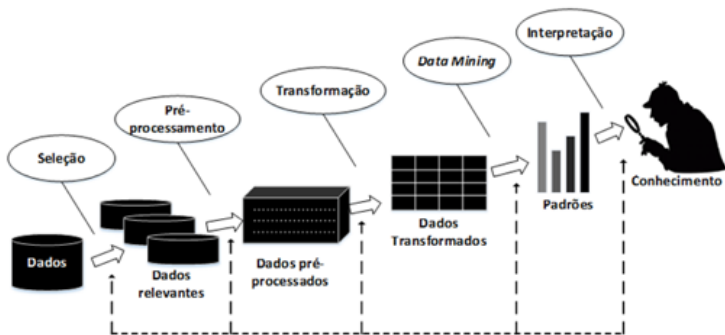 Seleção
Pré-
processamento
Transformação
Data Mining
Interpretação
Dados
Dados
relevantes
Dados pré-
processados
Dados
Transformados
Padrões
Conhecimento